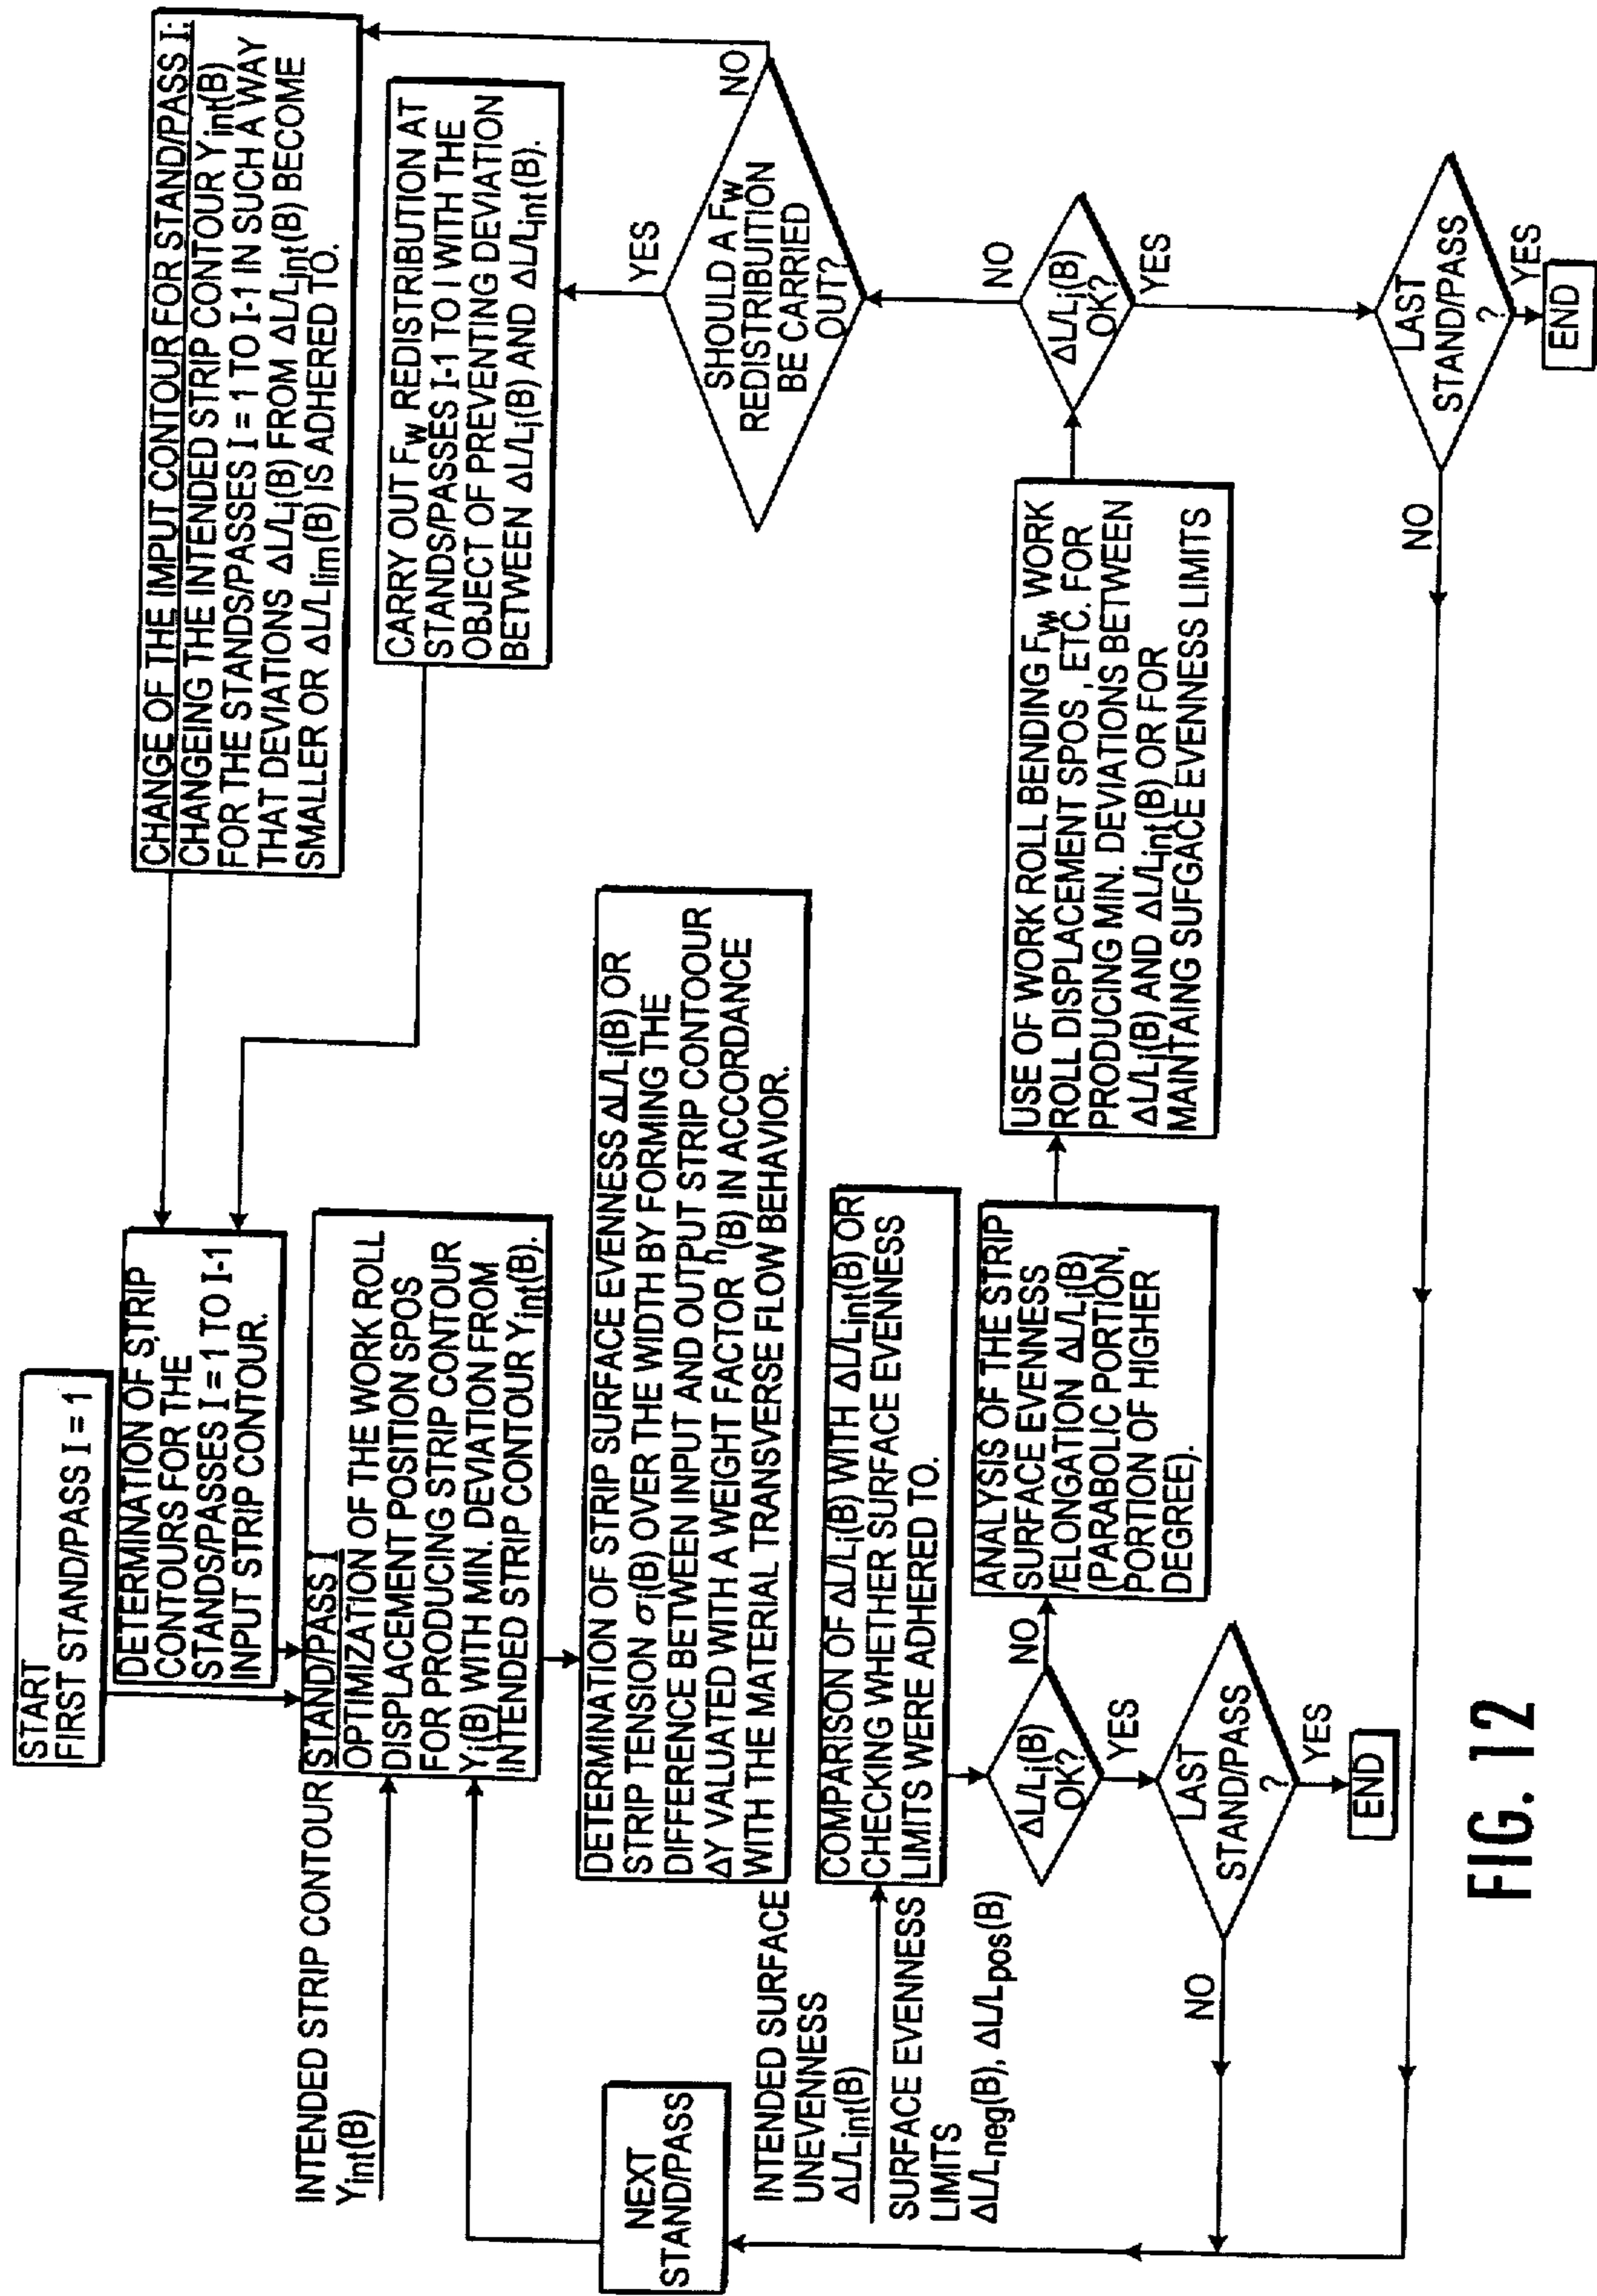 START
FIRST STAND/PASS I = 1
DETERMINATION OF STRIP
CONTOURS FOR THE
STANDS/PASSES I = 1 TO I-1
INPUT STRIP CONTOUR.
INTENDED STRIP CONTOUR
Yint(B)
STAND/PASS I
OPTIMIZATION OF THE WORK ROLL
DISPLACEMENT POSITION SPOS
FOR PRODUCING STRIP CONTOUR
Yi(B) WITH MIN. DEVIATION FROM
INTENDED STRIP CONTOUR Yint(B).
NEXT
STAND/PASS
DETERMINATION OF STRIP SURFACE EVENNESS ΔL/Li(B) OR
STRIP TENSION σi(B) OVER THE WIDTH BY FORMING THE
DIFFERENCE BETWEEN INPUT AND OUTPUT STRIP CONTOOUR
ΔY VALUATED WITH A WEIGHT FACTOR n(B) IN ACCORDANCE
WITH THE MATERIAL TRANSVERSE FLOW BEHAVIOR.
INTENDED SURFACE
UNEVENNESS
ΔL/Lint(B)
SURFACE EVENNESS
LIMITS
ΔL/Lneg(B), ΔL/Lpos(B)
COMPARISON OF ΔL/Li(B) WITH ΔL/Lint(B) OR
CHECKING WHETHER SURFACE EVENNESS
LIMITS WERE ADHERED TO.
ΔL/Li(B)
OK?
NO
YES
LAST
STAND/PASS
?
NO
YES
END
ANALYSIS OF THE STRIP
SURFACE EVENNESS
/ELONGATION ΔL/Li(B)
(PARABOLIC PORTION,
PORTION OF HIGHER
DEGREE).
USE OF WORK ROLL BENDING Fw, WORK
ROLL DISPLACEMENT SPOS , ETC. FOR
PRODUCING MIN. DEVIATIONS BETWEEN
ΔL/Li(B) AND ΔL/Lint(B) OR FOR
MAINTAING SUFGACE EVENNESS LIMITS
ΔL/Li(B)
OK?
NO
YES
LAST
STAND/PASS
?
NO
YES
END
SHOULD A Fw
REDISTRIBUITION
BE CARRIED
OUT?
YES
NO
CARRY OUT Fw REDISTRIBUTION AT
STANDS/PASSES I-1 TO I WITH THE
OBJECT OF PREVENTING DEVIATION
BETWEEN ΔL/Li(B) AND ΔL/Lint(B).
CHANGE OF THE IMPUT CONTOUR FOR STAND/PASS I:
CHANGEING THE INTENDED STRIP CONTOUR Yint(B)
FOR THE STANDS/PASSES I = 1 TO I-1 IN SUCH A WAY
THAT DEVIATIONS ΔL/Li(B) FROM ΔL/Lint(B) BECOME
SMALLER OR ΔL/Llim(B) IS ADHERED TO.
FIG. 12